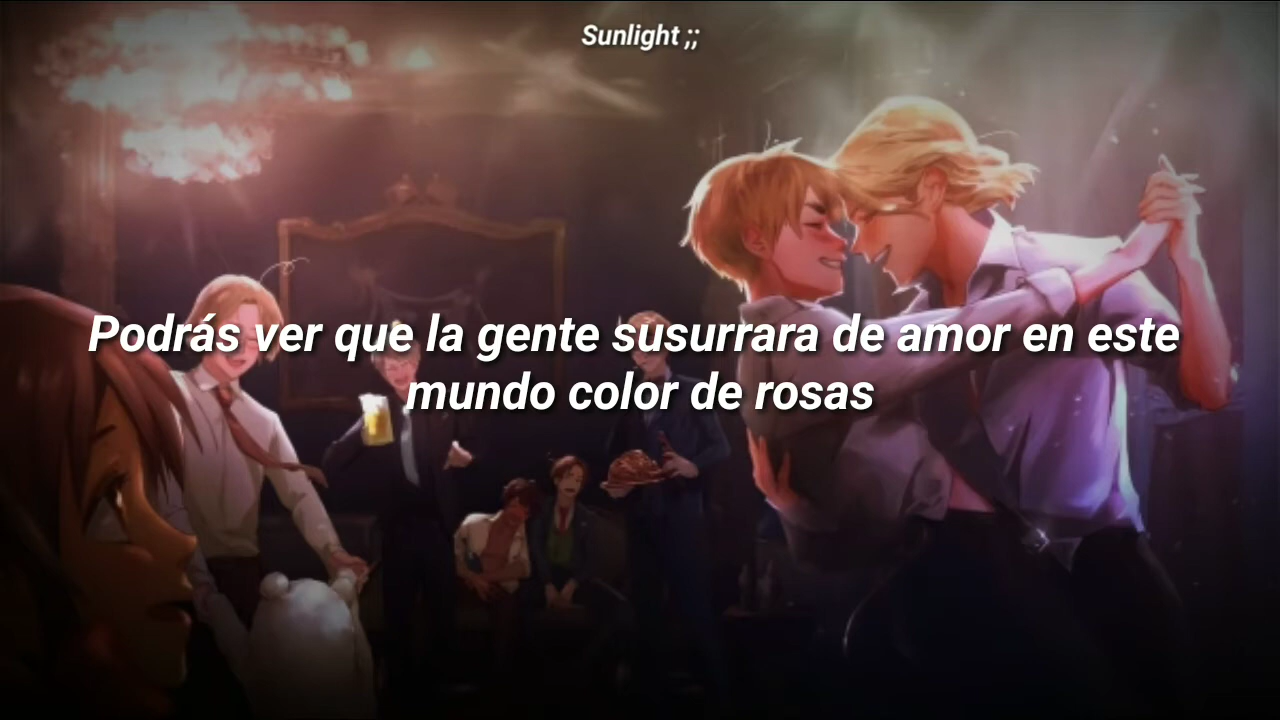 Sunlight ;;
Podrás ver que la gente susurrara de amor en este
mundo color de rosas